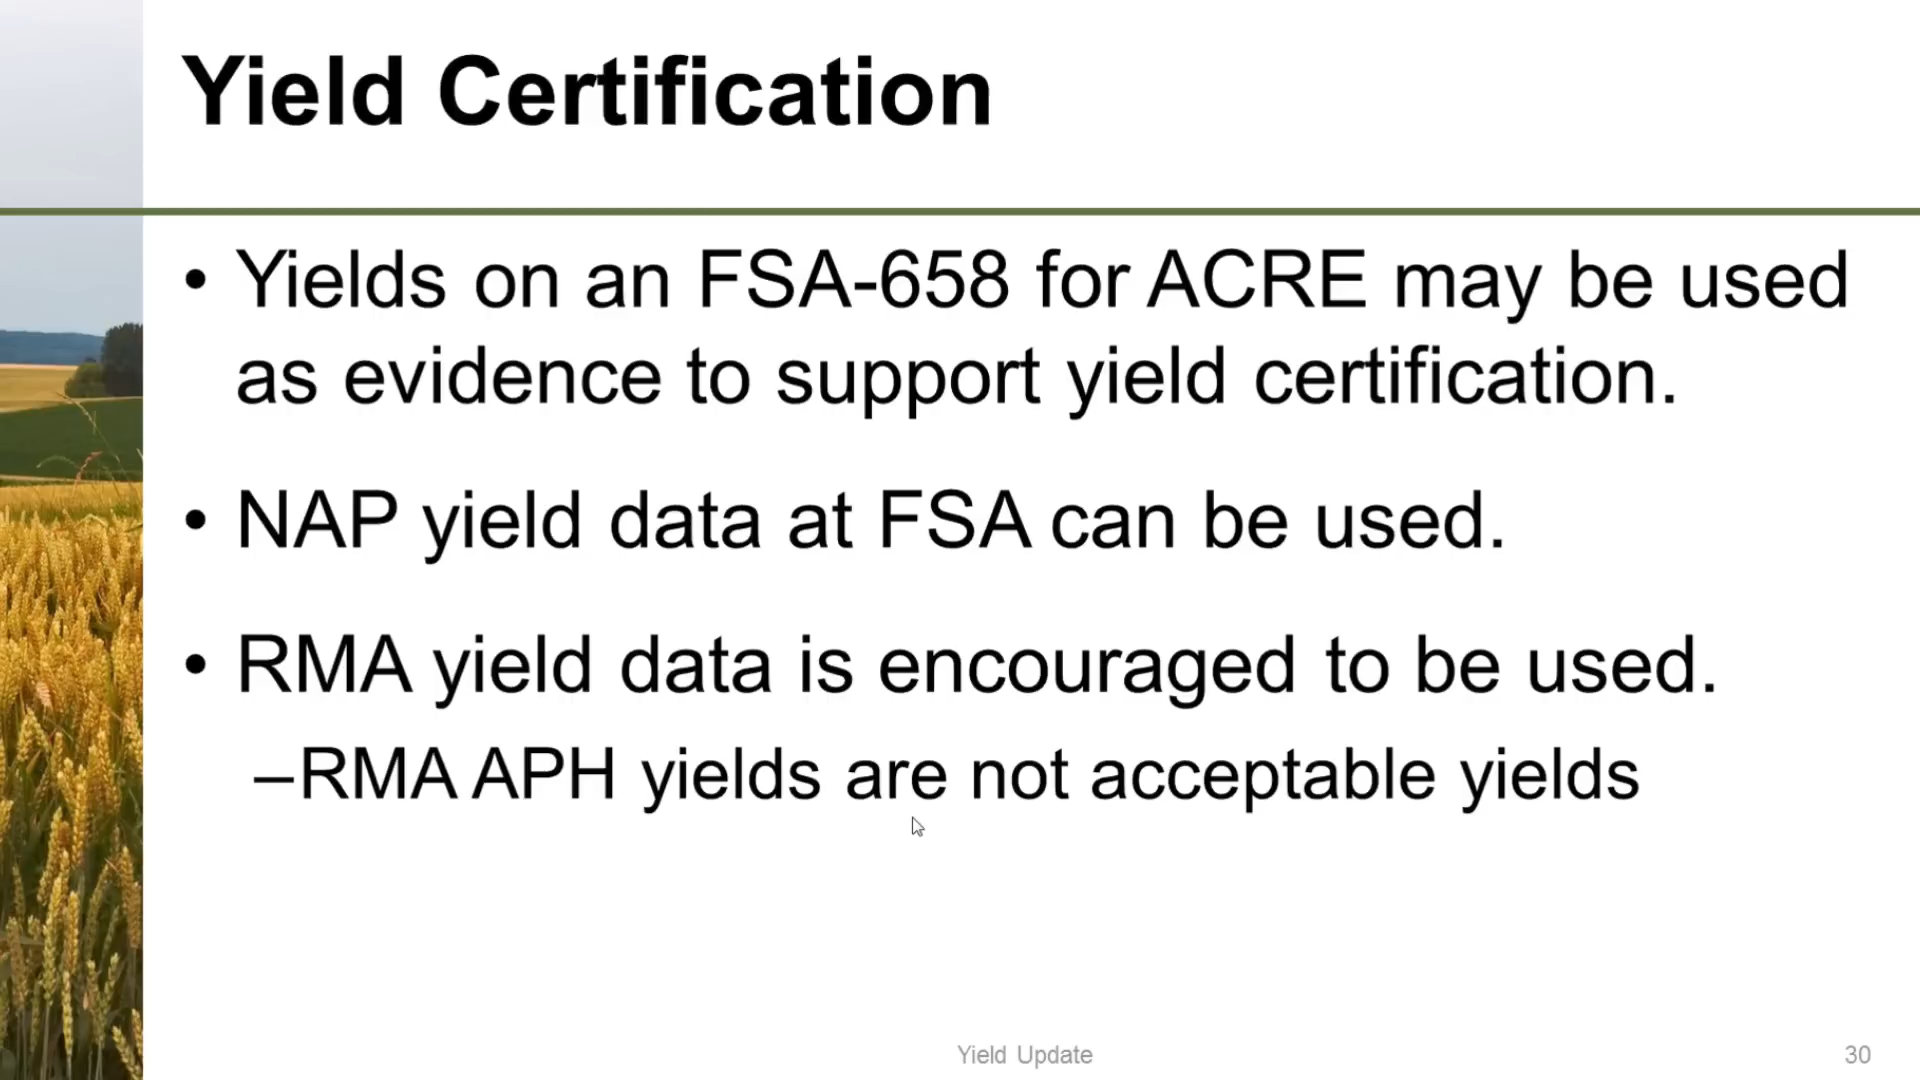 Yield Certification
• Yields on an FSA-658 for ACRE may be used
as evidence to support yield certification.
• NAP yield data at FSA can be used.
• RMA yield data is encouraged to be used.
–RMA APH yields are not acceptable yields
Yield Update
30